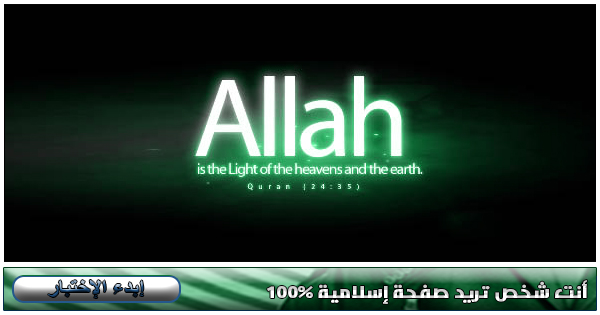 Allah
is the Light of the heavens and the earth.
Quran (24:35)
أنت شخص تريد صفحة إسلامية 100%
إبدء الإختبار